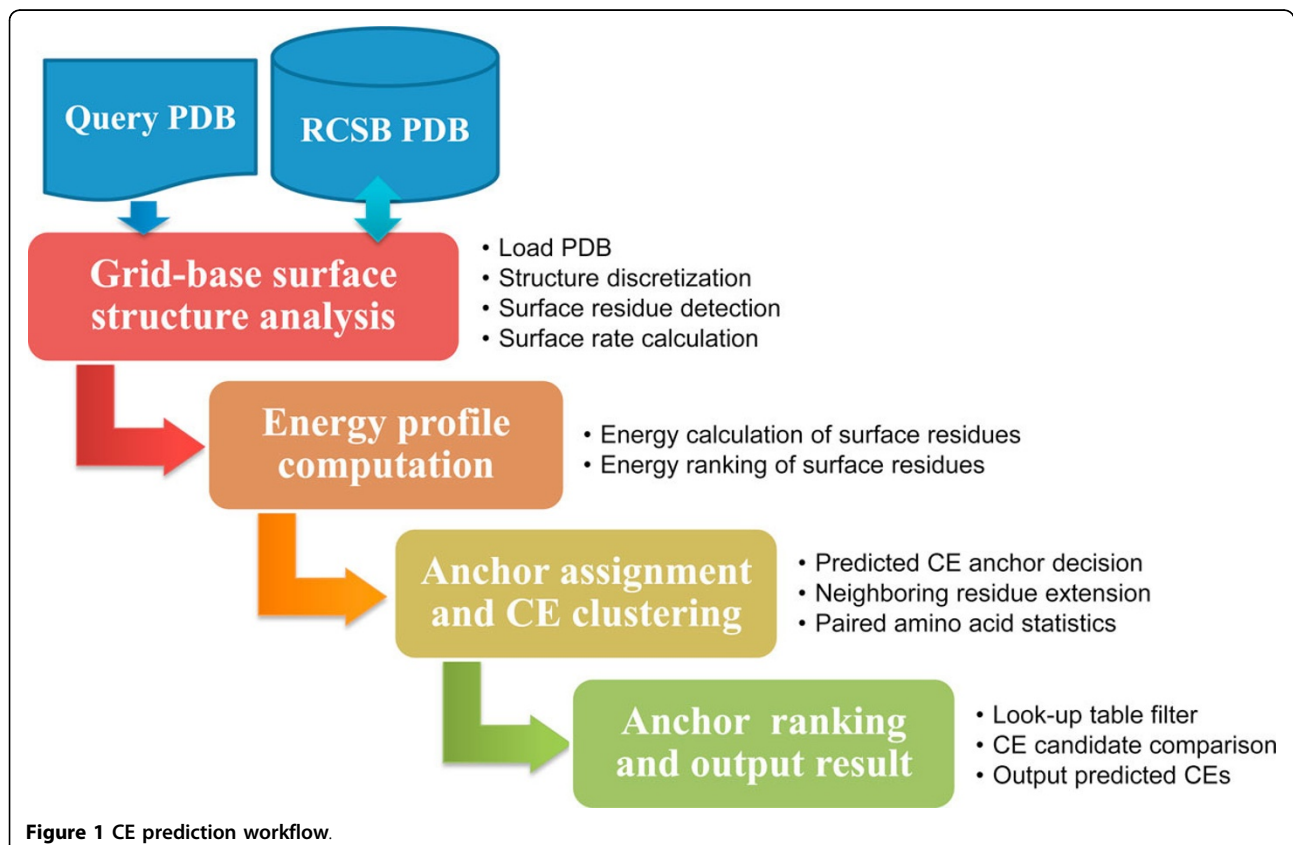 Query PDB
RCSB PDB
Grid-base surface
structure analysis
• Load PDB
• Structure discretization
• Surface residue detection
• Surface rate calculation
Energy profile
computation
• Energy calculation of surface residues
• Energy ranking of surface residues
Anchor assignment
and CE clustering
• Predicted CE anchor decision
• Neighboring residue extension
• Paired amino acid statistics
Anchor ranking
and output result
• Look-up table filter
• CE candidate comparison
• Output predicted CEs
Figure 1 CE prediction workflow.